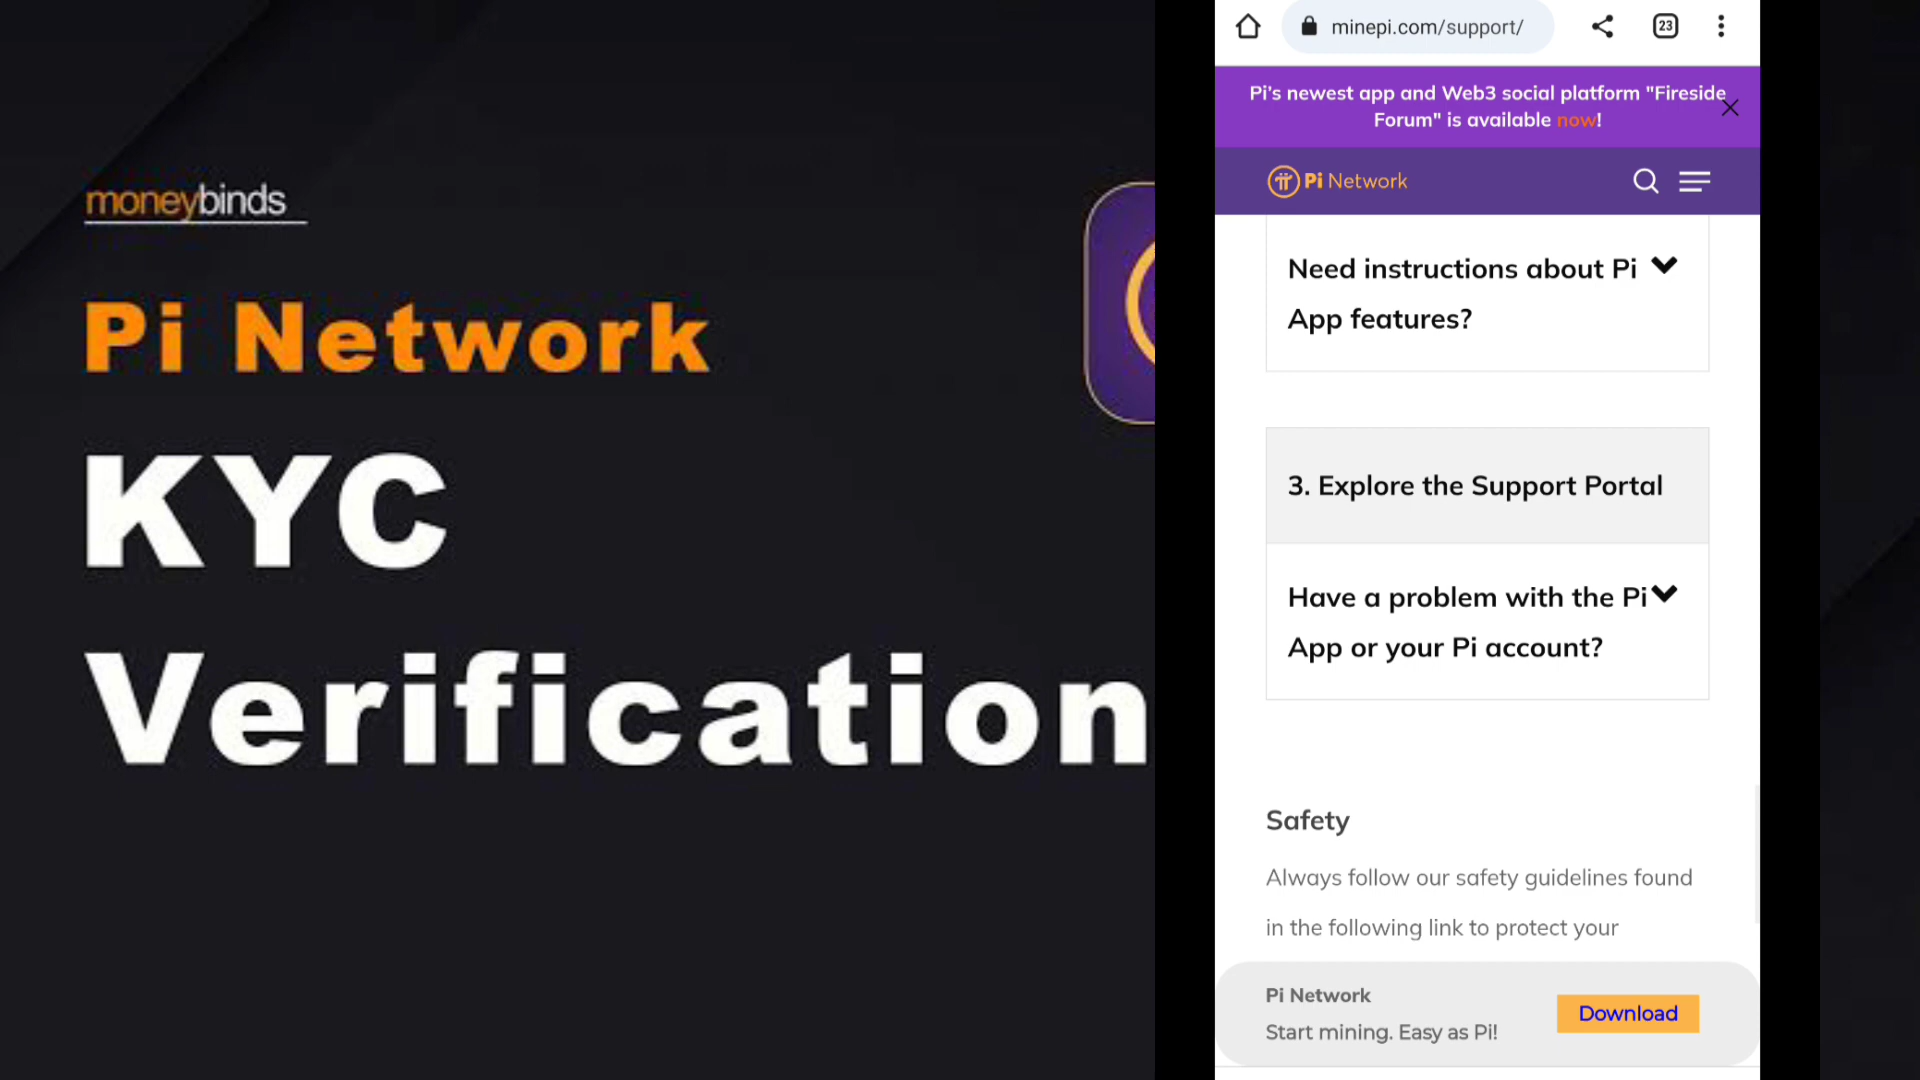 moneybinds
Pi Network
KYC
Verification
minepi.com/support/
23
Pi's newest app and Web3 social platform "Fireside
Forum" is available now!
Pi Network
Need instructions about Pi
App features?
3. Explore the Support Portal
Have a problem with the Pi
App or your Pi account?
Safety
Always follow our safety guidelines found
in the following link to protect your
Pi Network
Start mining. Easy as Pi!
Download